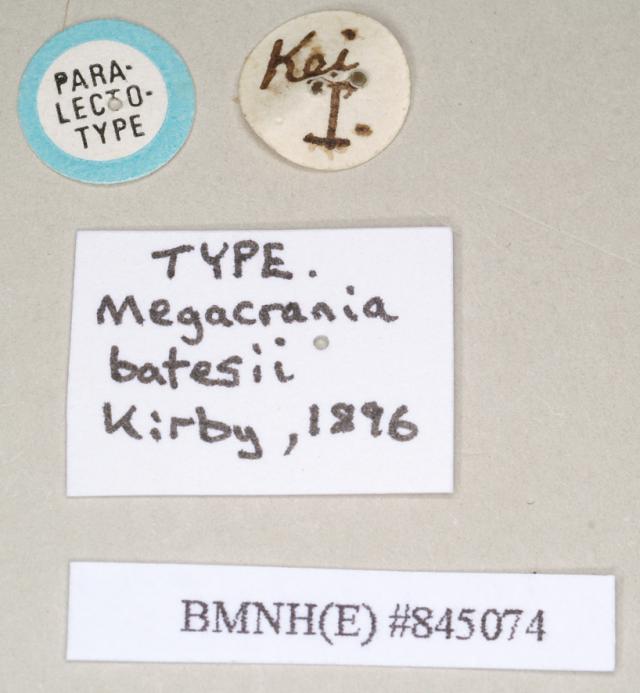 PARA-
LECTO-
TYPE
Kei
I.
TYPE.
Megacrania
batesii
Kirby, 1896
BMNH(E) #845074